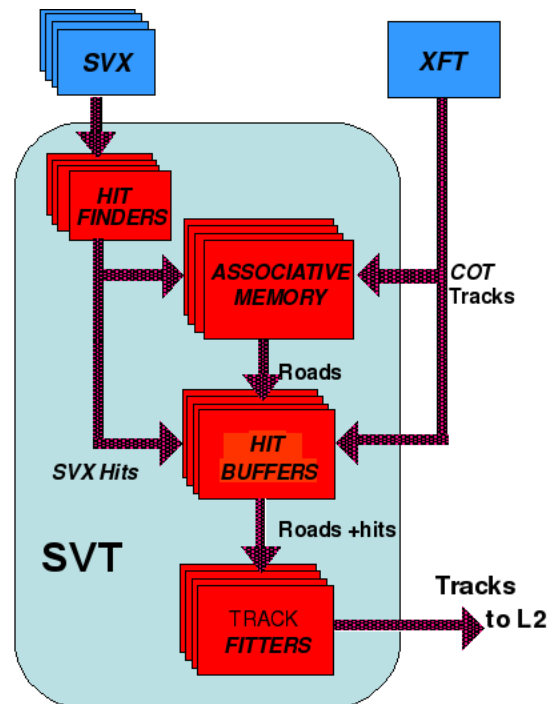 SVX
XFT
HIT
FINDERS
ASSOCIATIVE
MEMORY
COT
Tracks
Roads
HIT
BUFFERS
SVX Hits
Roads +hits
SVT
TRACK
FITTERS
Tracks
to L2